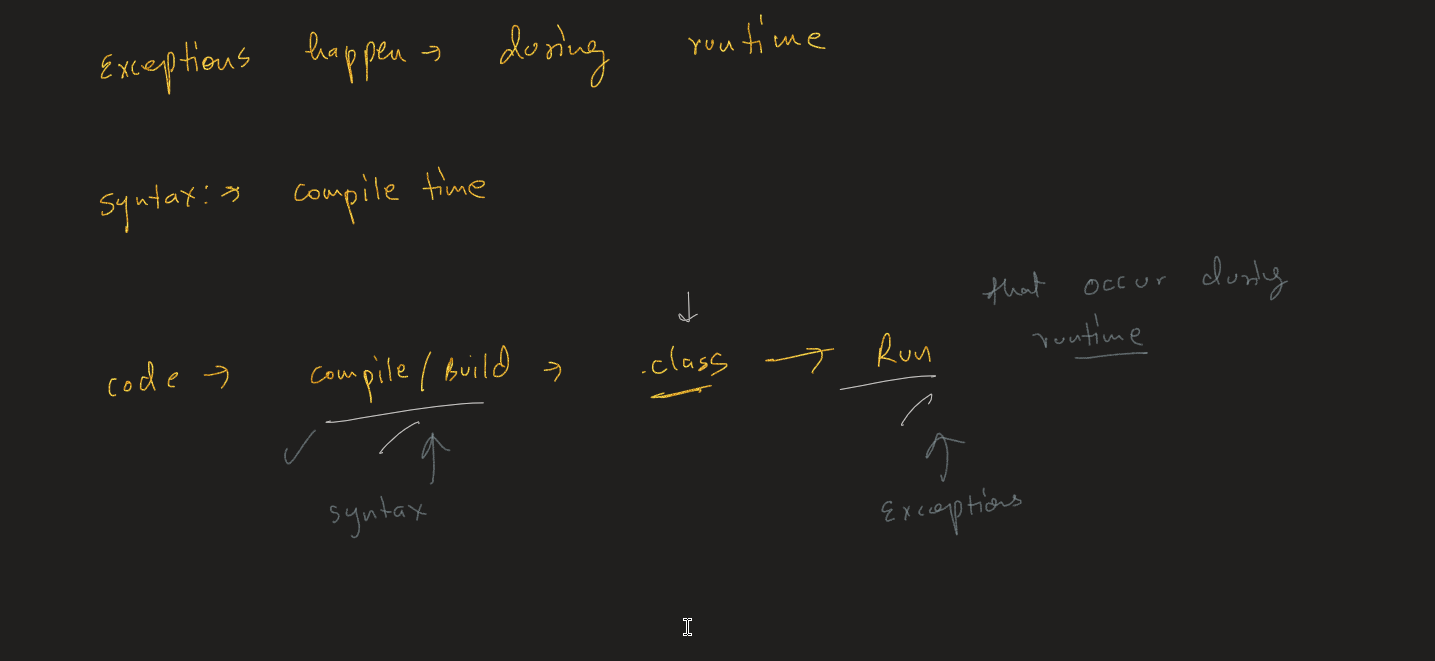 Exceptions happen → during runtime
syntax:→ compile time
that occur during
runtime
code → compile/Build → .class → Run
syntax
Exceptions